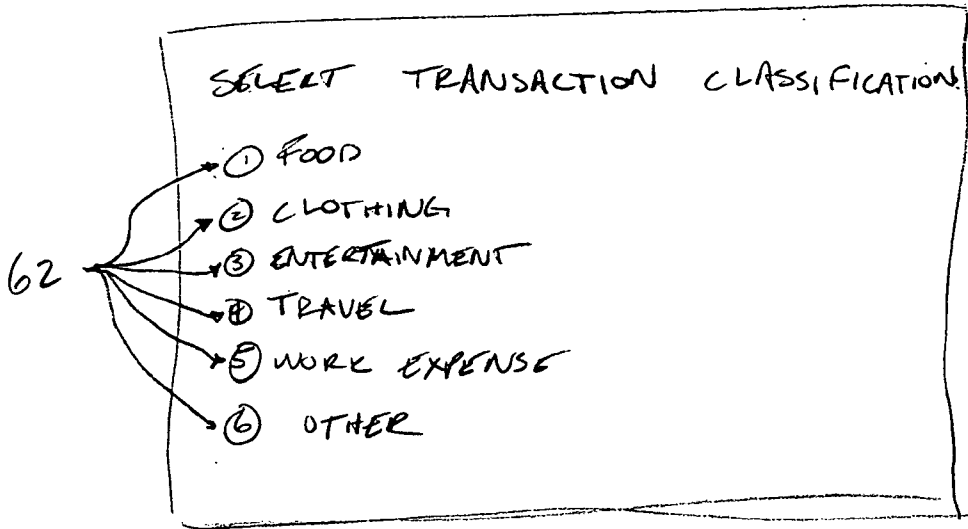 SELECT TRANSACTION CLASSIFICATION
① FOOD
② CLOTHING
③ ENTERTAINMENT
62
④ TRAVEL
⑤ WORK EXPENSE
⑥ OTHER